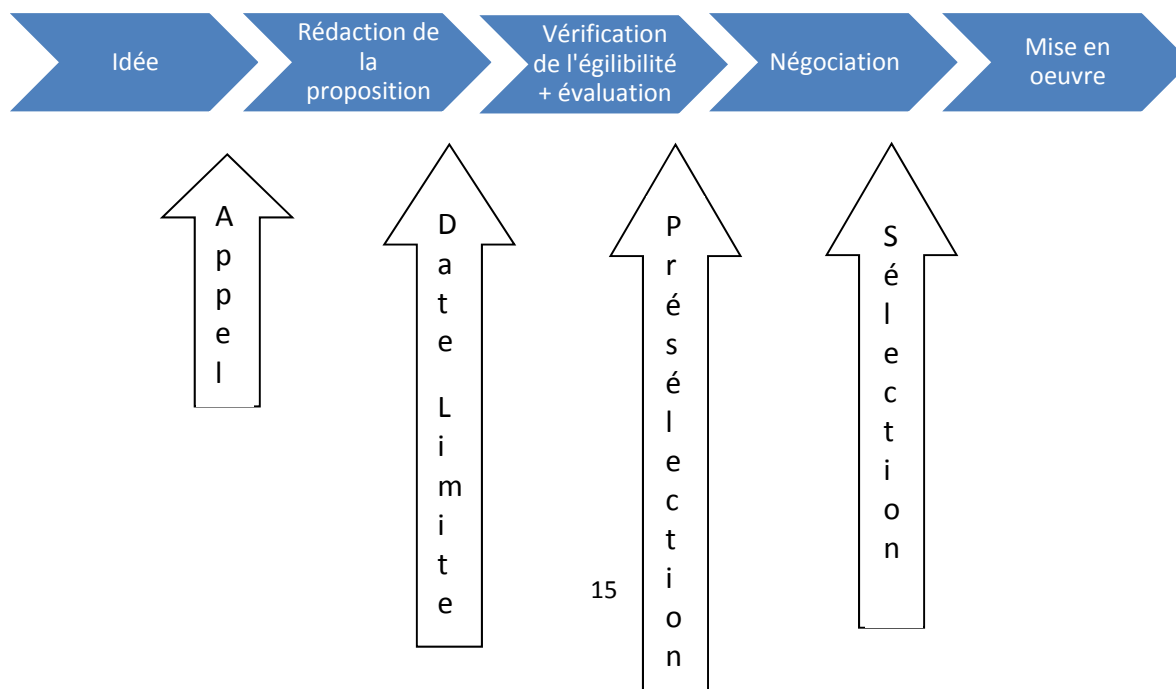 Idée
Rédaction de
la
proposition
Vérification
de l'égilibilité
+ évaluation
Négociation
Mise en
oeuvre
Appel
Date Limite
Présélection
Sélection
15